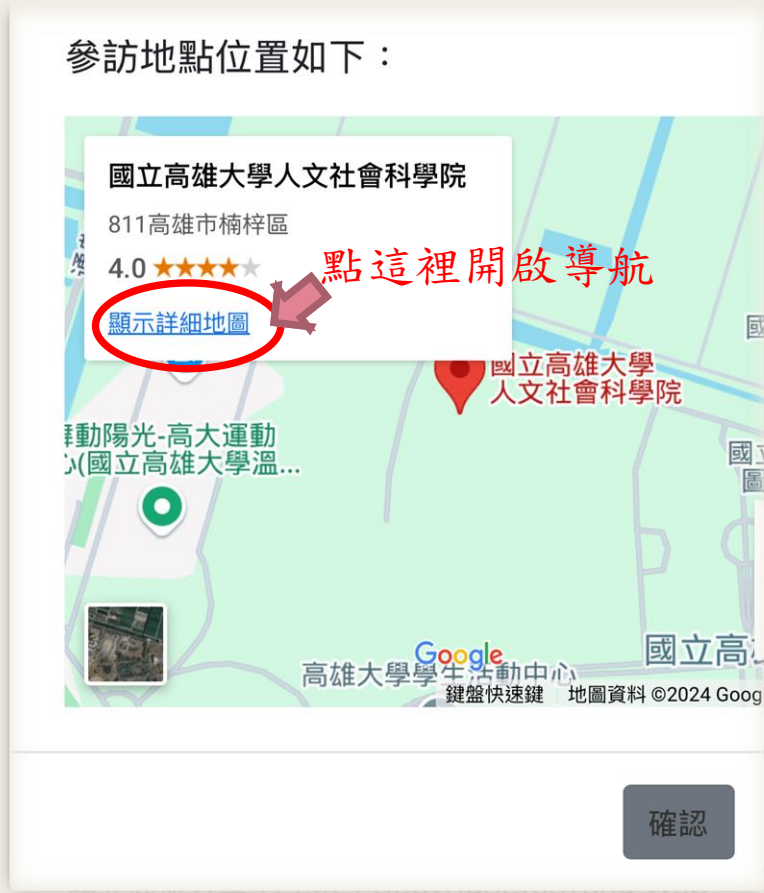 參訪地點位置如下：
國立高雄大學人文社會科學院
811高雄市楠梓區
4.0
點這裡開啟導航
顯示詳細地圖
國立高雄大學
人文社會科學院
動陽光-高大運動
(國立高雄大學溫...
國立高
Google
高雄大學學生活動中心
鍵盤快速鍵
地圖資料 ©2024 Goog
確認